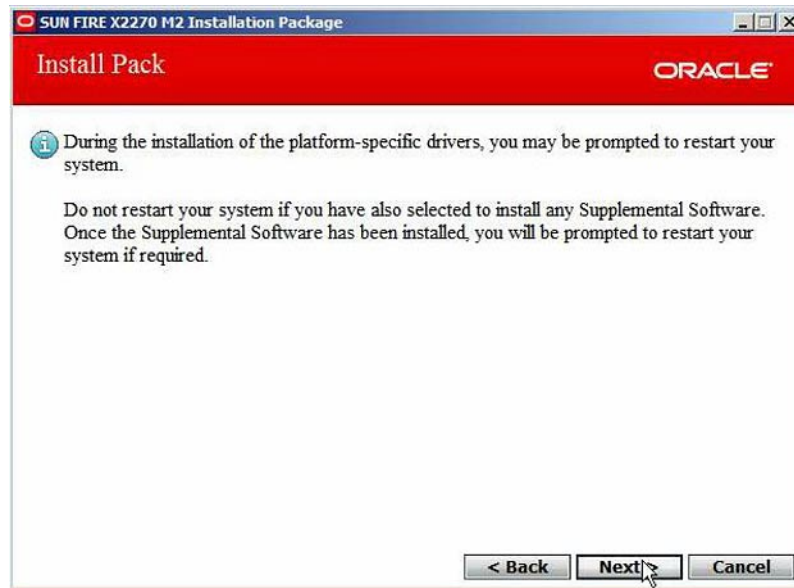 SUN FIRE X2270 M2 Installation Package
Install Pack
ORACLE
During the installation of the platform-specific drivers, you may be prompted to restart your
system.
Do not restart your system if you have also selected to install any Supplemental Software.
Once the Supplemental Software has been installed, you will be prompted to restart your
system if required.
< Back Next > Cancel